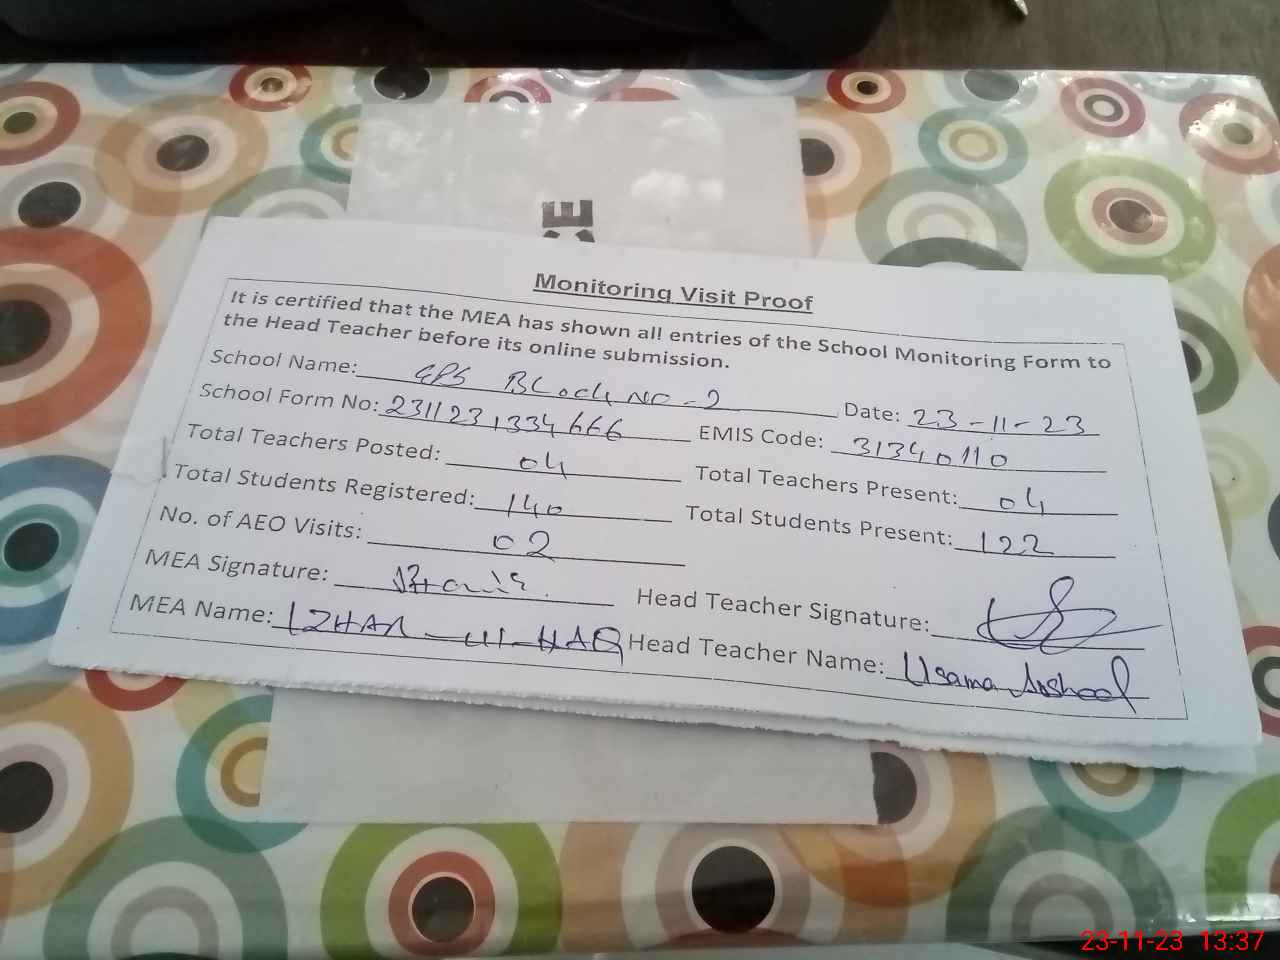 SE
Monitoring Visit Proof
It is certified that the MEA has shown all entries of the School Monitoring Form to
the Head Teacher before its online submission.
School Name: GPS Block NO-2 Date: 23-11-23
School Form No: 2311231334666 EMIS Code: 31340110
Total Teachers Posted: 04 Total Teachers Present: 04
Total Students Registered: 140 Total Students Present: 122
No. of AEO Visits: 02
MEA Signature: Head Teacher Signature:
MEA Name: IZHAR-UL-HAQ Head Teacher Name: Usama Arshad
23-11-23 13:37